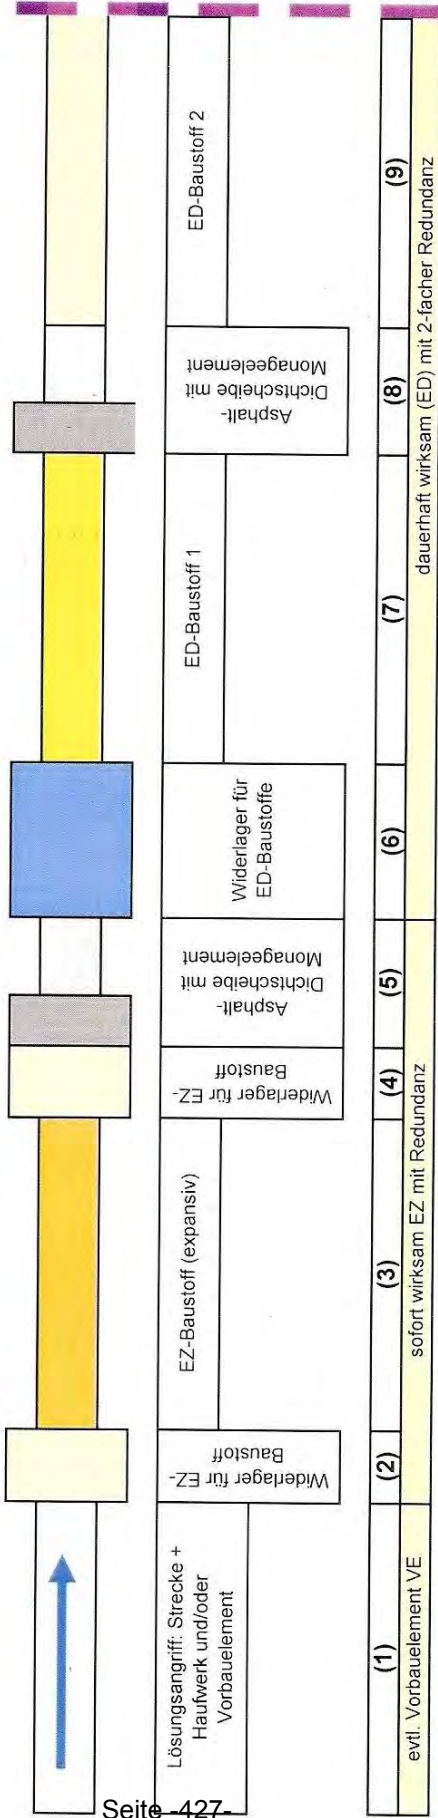 Lösungsangriff: Strecke +
Haufwerk und/oder
Vorbauelement
Widerlager für EZ-
Baustoff
EZ-Baustoff (expansiv)
Widerlager für EZ-
Baustoff
Asphalt-
Dichtscheibe mit
Monageelement
Widerlager für
ED-Baustoffe
ED-Baustoff 1
Asphalt-
Dichtscheibe mit
Monageelement
ED-Baustoff 2
(1)
(2)
(3)
(4)
(5)
(6)
(7)
(8)
(9)
evtl. Vorbauelement VE
sofort wirksam EZ mit Redundanz
dauerhaft wirksam (ED) mit 2-facher Redundanz
Seite -427-